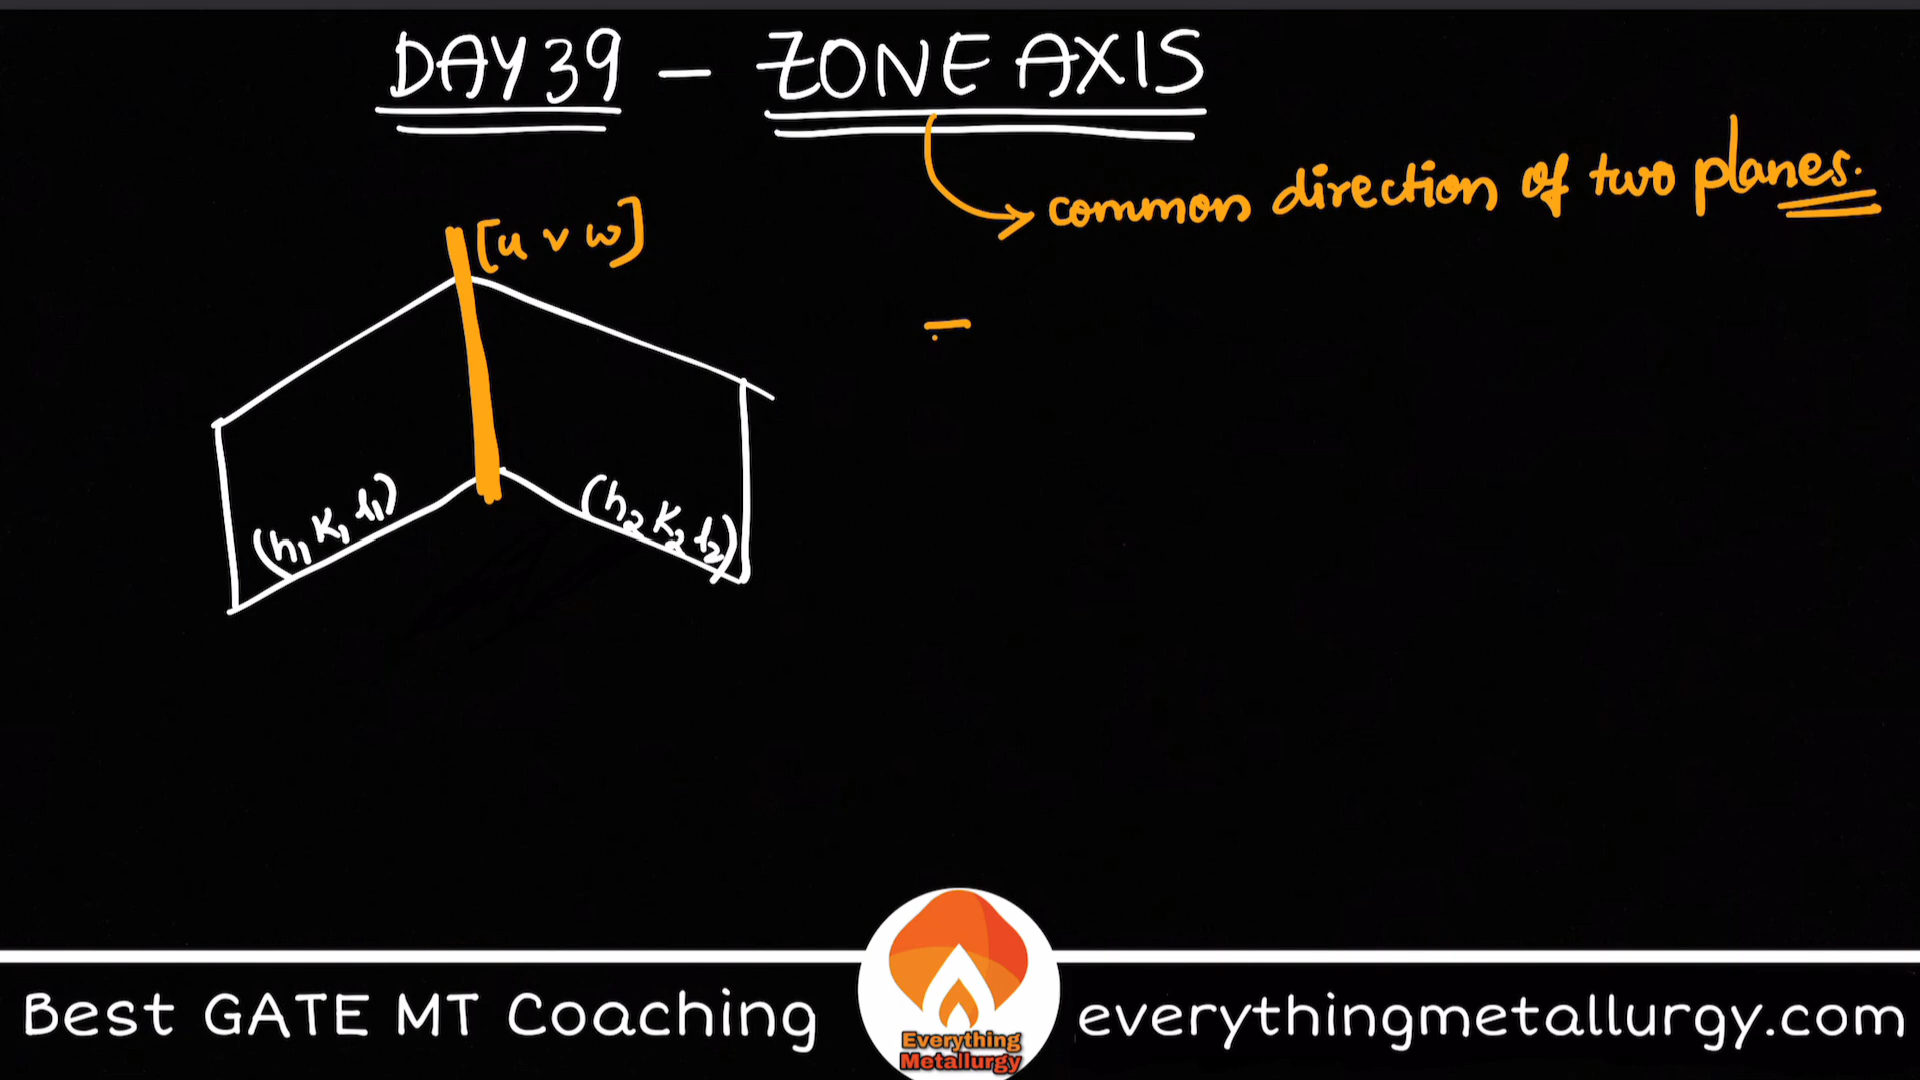 DAY 39 – ZONE AXIS
common direction of two planes.
[u v w]
(h₁ K₁ l₁)
(h₂ K₂ l₂)
Best GATE MT Coaching
Everything
Metallurgy
everythingmetallurgy.com